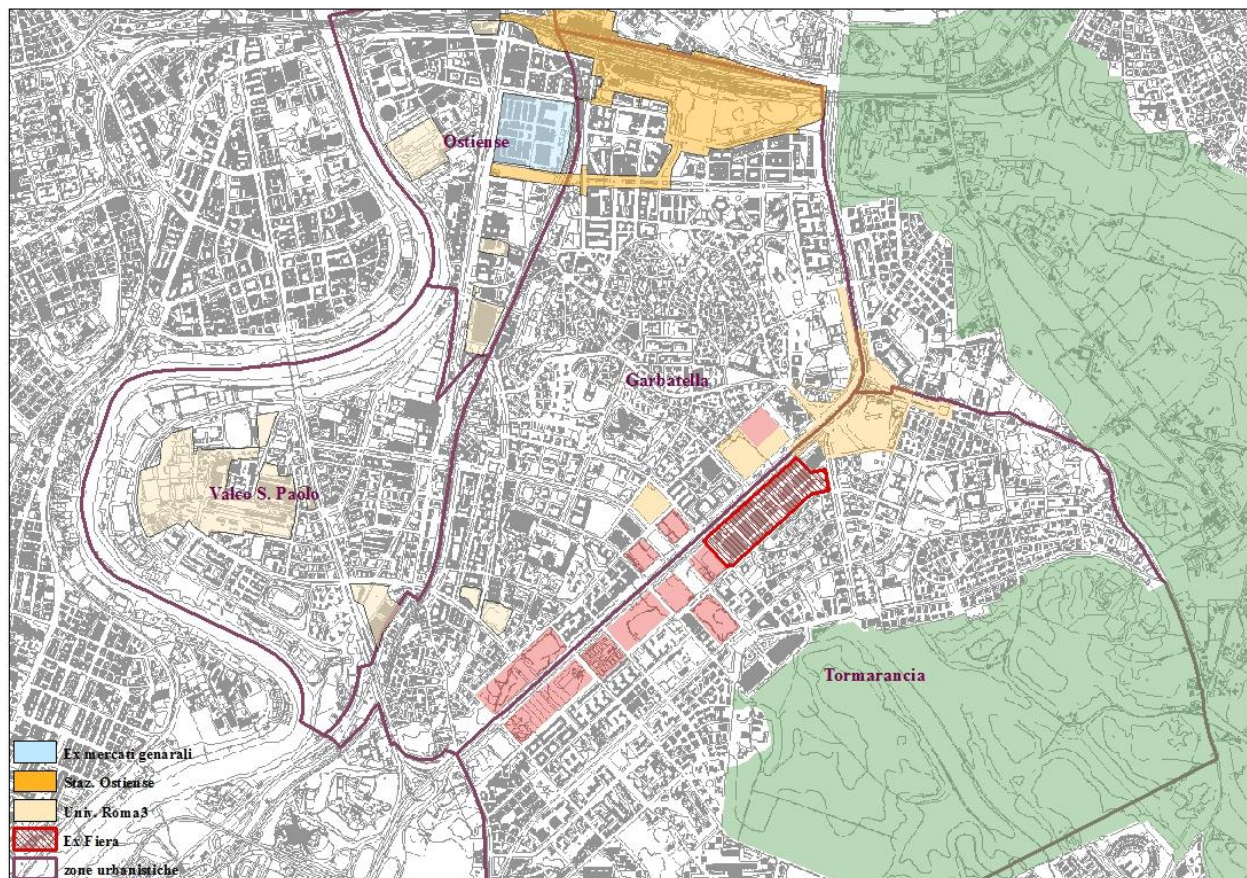 Ostiense
Garbatella
Valco S. Paolo
Tormarancia
Ex mercati genarali
Staz. Ostiense
Univ. Roma3
Ex Fiera
zone urbanistiche